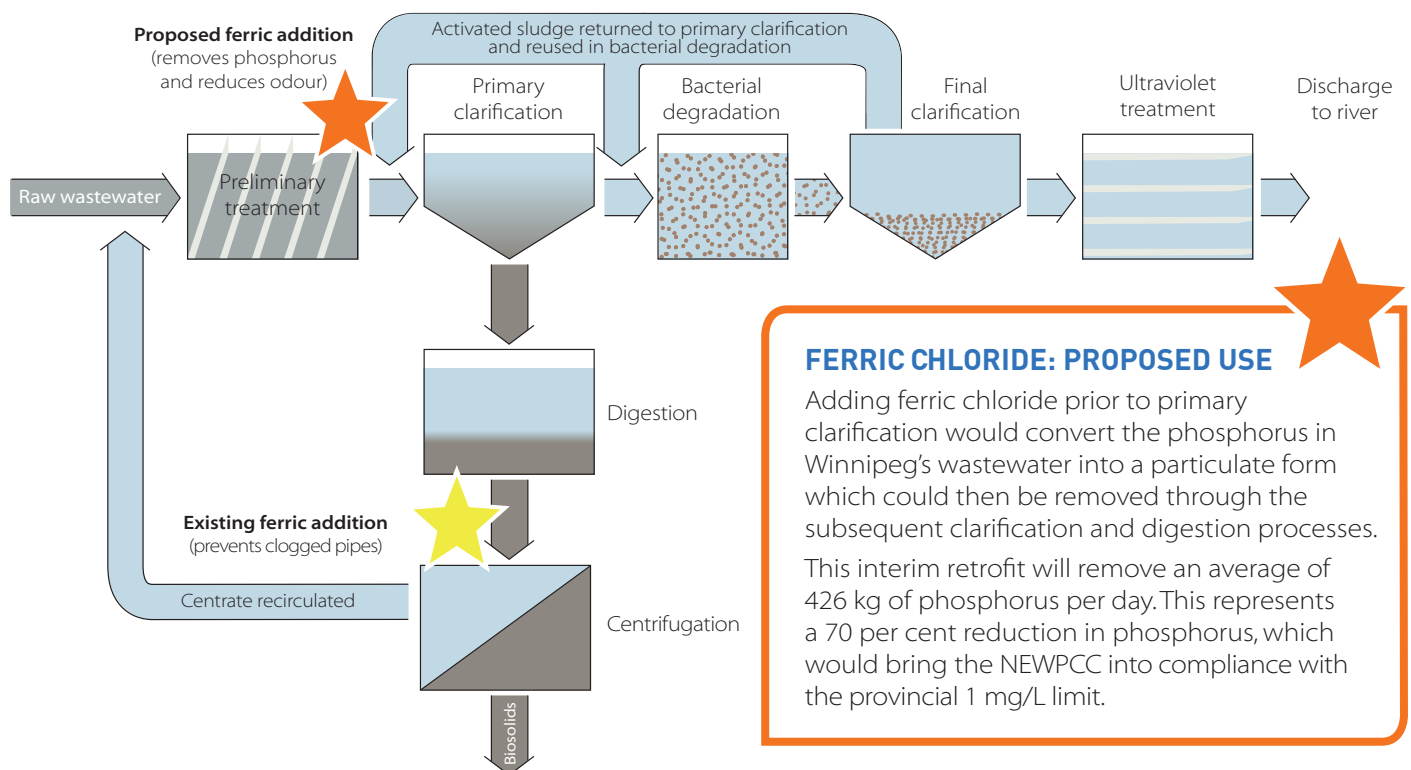 Proposed ferric addition
(removes phosphorus
and reduces odour)
Activated sludge returned to primary clarification
and reused in bacterial degradation
Primary
clarification
Bacterial
degradation
Final
clarification
Ultraviolet
treatment
Discharge
to river
Raw wastewater
Preliminary
treatment
Digestion
Existing ferric addition
(prevents clogged pipes)
Centrate recirculated
Centrifugation
Biosolids
FERRIC CHLORIDE: PROPOSED USE
Adding ferric chloride prior to primary
clarification would convert the phosphorus in
Winnipeg’s wastewater into a particulate form
which could then be removed through the
subsequent clarification and digestion processes.
This interim retrofit will remove an average of
426 kg of phosphorus per day. This represents
a 70 per cent reduction in phosphorus, which
would bring the NEWPCC into compliance with
the provincial 1 mg/L limit.